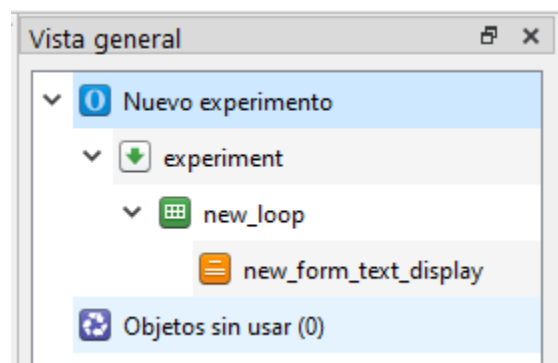 Vista general
Nuevo experimento
experiment
new_loop
new_form_text_display
Objetos sin usar (0)